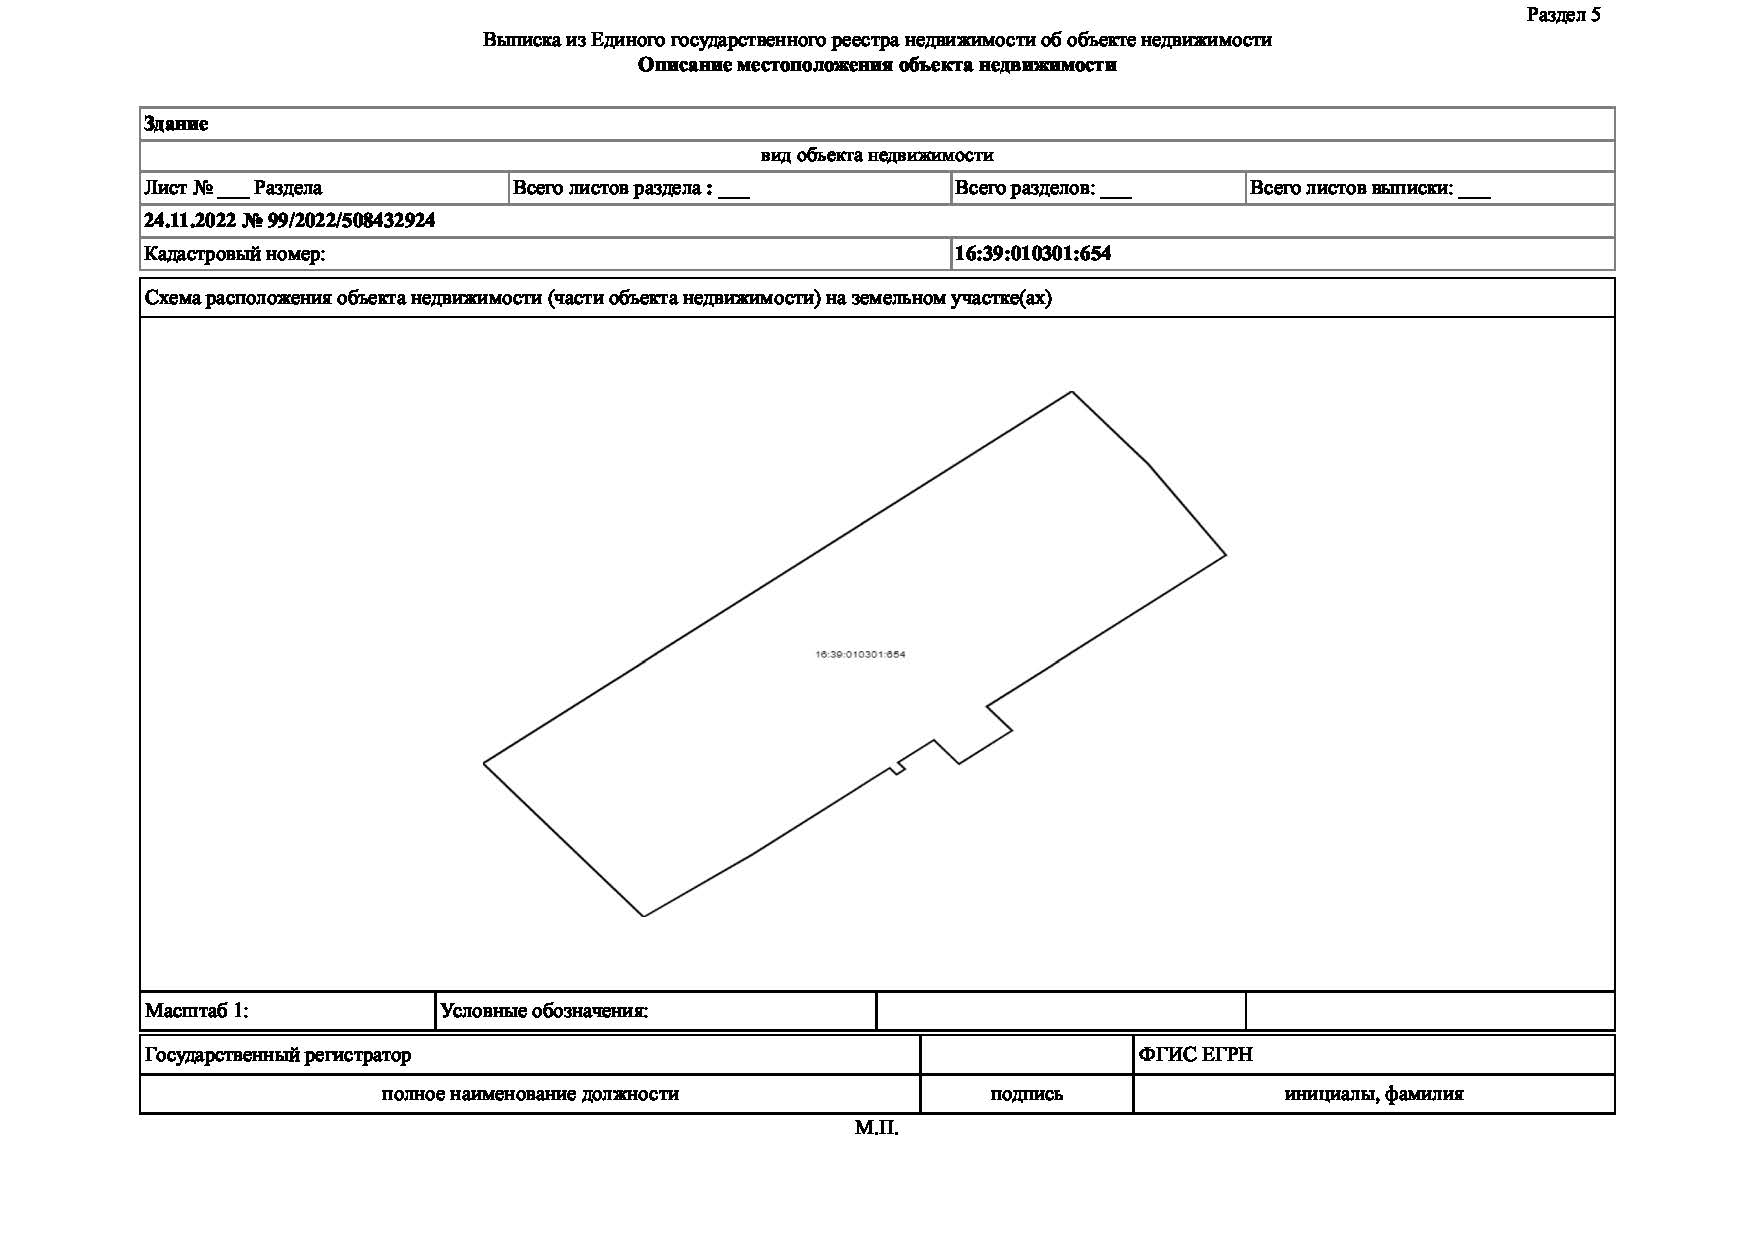 Раздел 5
Выписка из Единого государственного реестра недвижимости об объекте недвижимости
Описание местоположения объекта недвижимости
Здание
вид объекта недвижимости
Лист № ___ Раздела Всего листов раздела : ___ Всего разделов: ___ Всего листов выписки: ___
24.11.2022 № 99/2022/508432924
Кадастровый номер: 16:39:010301:654
Схема расположения объекта недвижимости (части объекта недвижимости) на земельном участке(ах)
16:39:010301:654
Масштаб 1: Условные обозначения:
Государственный регистратор ФГИС ЕГРН
полное наименование должности подпись инициалы, фамилия
М.П.